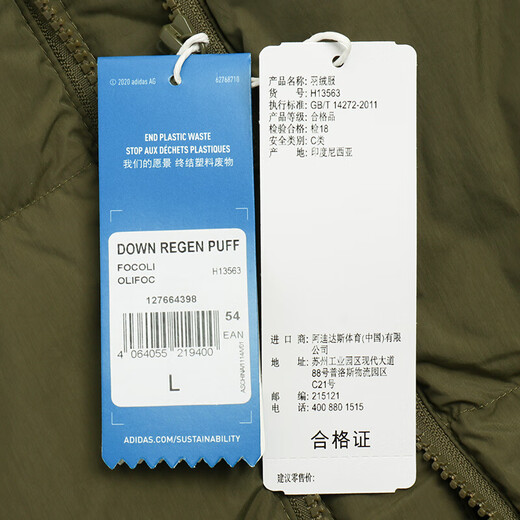 © 2020 adidas AG
62768710
END PLASTIC WASTE
STOP AUX DÉCHETS PLASTIQUES
我们的愿景 终结塑料废物
DOWN REGEN PUFF
FOCOLI
H13563
OLIFOC
127664398
54
EAN
4 064055 219400
L
ADIDAS.COM/SUSTAINABILITY
产品名称: 羽绒服
货 号: H13563
执行标准: GB/T 14272-2011
产品等级: 合格品
检验合格: 检18
安全类别: C类
产 地: 印度尼西亚
进 口 商: 阿迪达斯体育(中国)有限
公司
地 址: 苏州工业园区现代大道
88号普洛斯物流园区
C21号
邮 编: 215121
电 话: 400 880 1515
合格证
建议零售价: